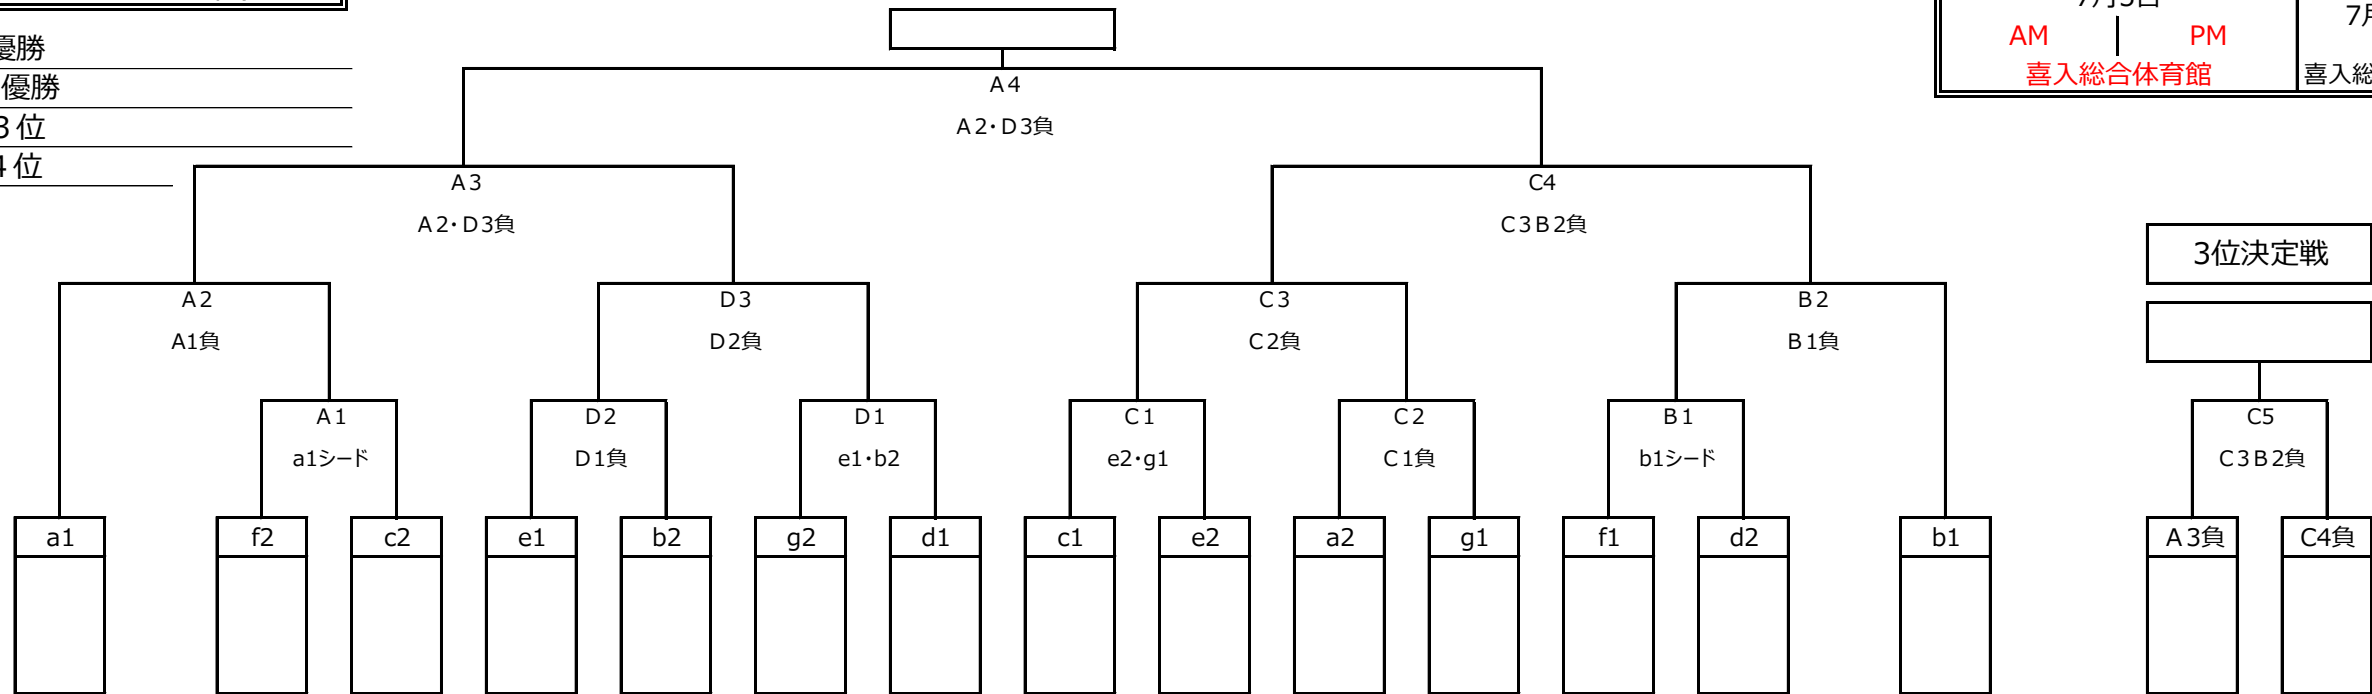 優勝
優勝
3位
4位
AM PM
喜入総合体育館
喜入総
A4
A2・D3負
A3
A2・D3負
C4
C3B2負
3位決定戦
A2
A1負
D3
D2負
C3
C2負
B2
B1負
A1
a1シード
D2
D1負
D1
e1・b2
C1
e2・g1
C2
C1負
B1
b1シード
C5
C3B2負
a1 f2 c2 e1 b2 g2 d1 c1 e2 a2 g1 f1 d2 b1 A3負 C4負